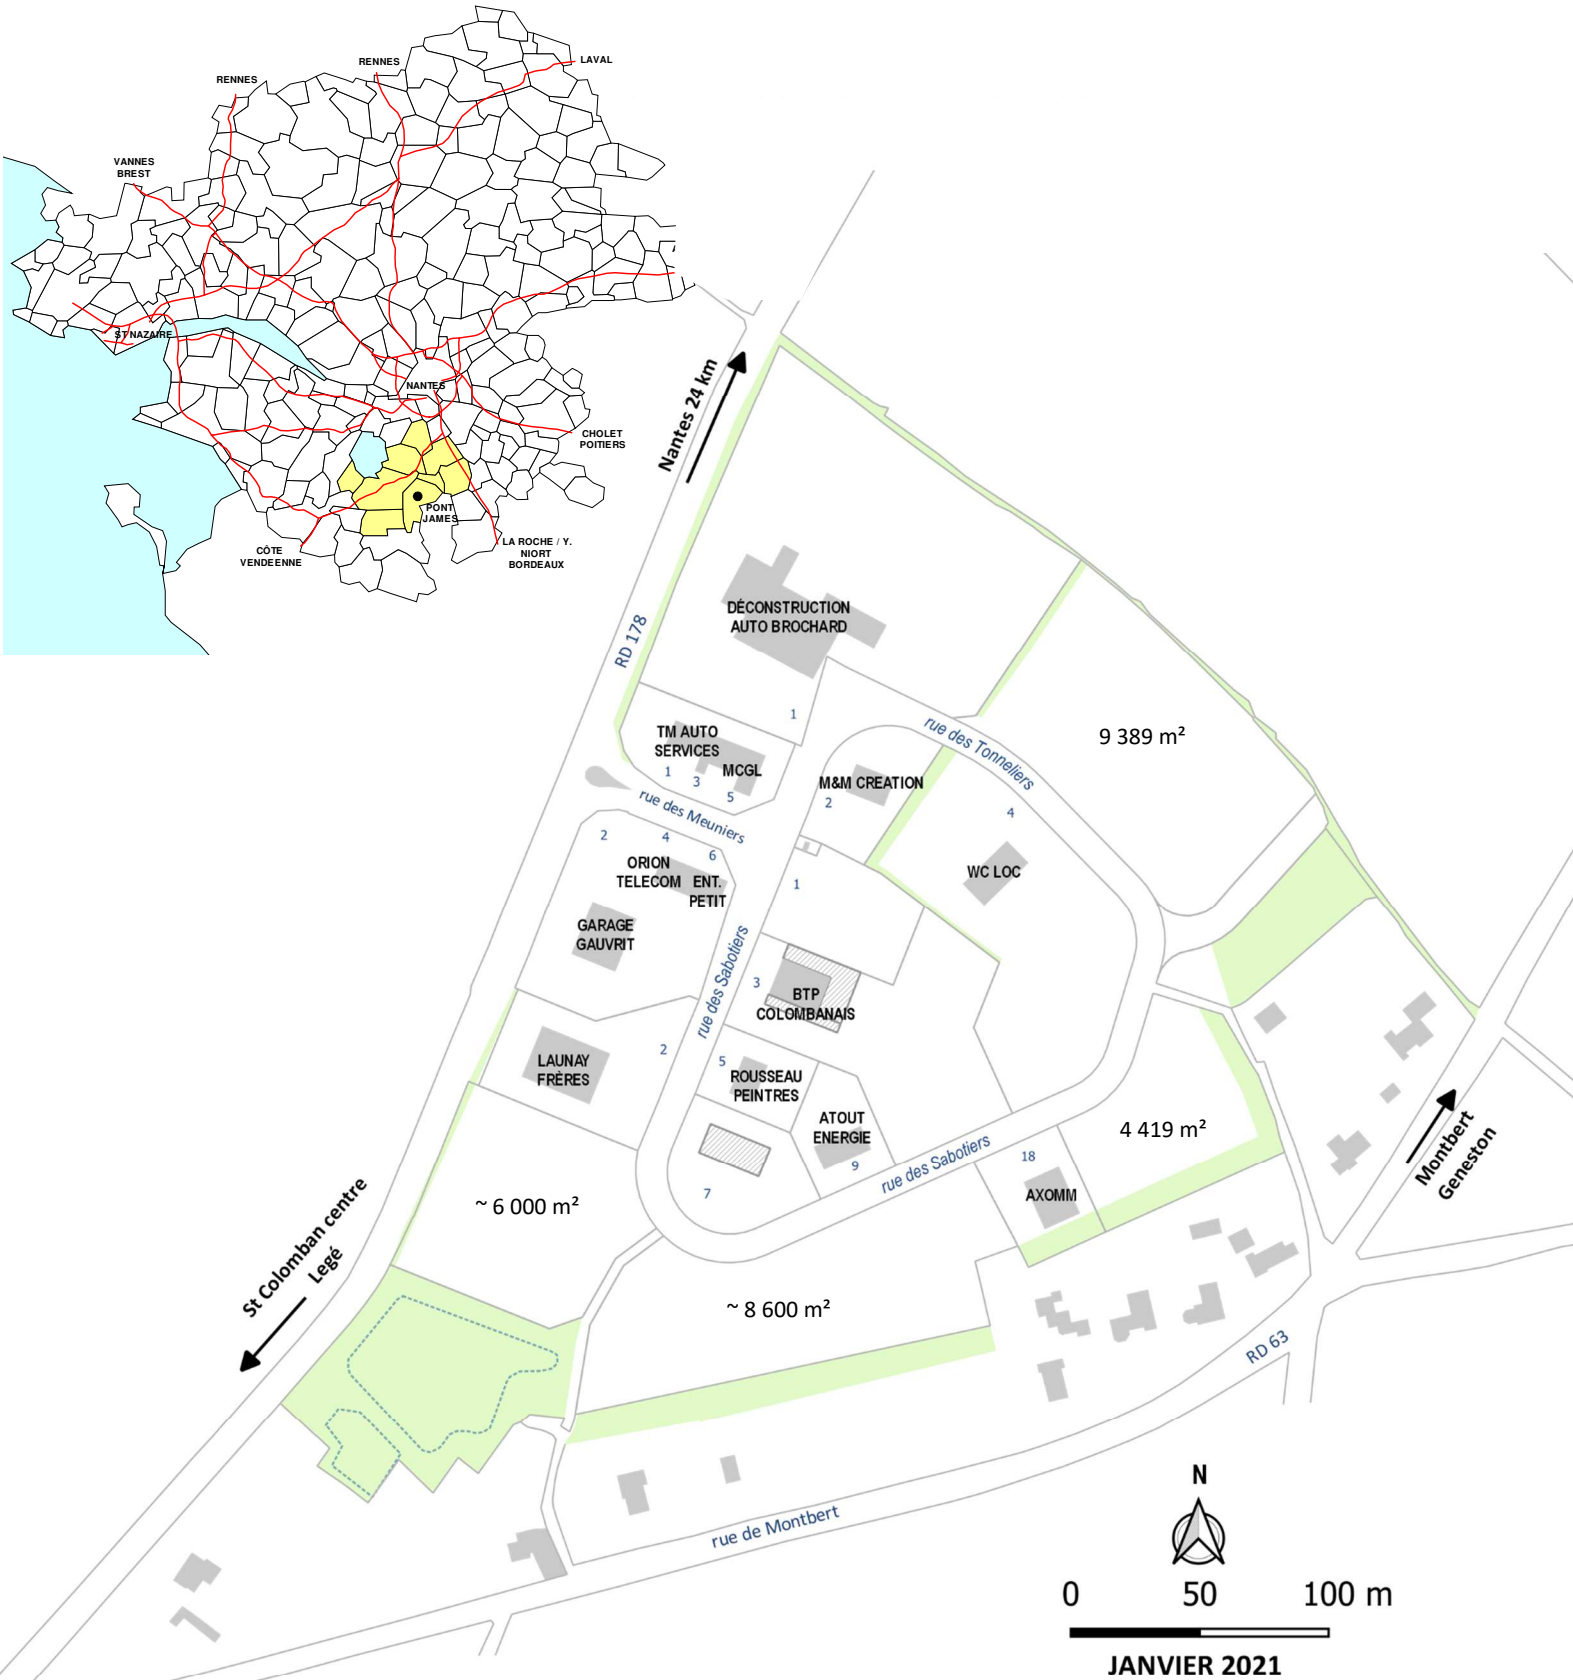 RENNES
RENNES
LAVAL
VANNES
BREST
ST NAZAIRE
NANTES
CHOLET
POITIERS
PONT
JAMES
CÔTE
VENDEENNE
LA ROCHE / Y.
NIORT
BORDEAUX
Nantes 24 km
RD 178
DÉCONSTRUCTION
AUTO BROCHARD
1
TM AUTO
SERVICES
MCGL
1
3
5
rue des Meuniers
rue des Tonneliers
9 389 m²
M&M CREATION
2
4
WC LOC
2
4
6
ORION
TELECOM
ENT.
PETIT
GARAGE
GAUVRIT
1
rue des Sabotiers
3
BTP
COLOMBANAIS
LAUNAY
FRÈRES
2
5
ROUSSEAU
PEINTRES
ATOUT
ENERGIE
9
7
rue des Sabotiers
18
AXOMM
4 419 m²
Montbert
Geneston
~ 6 000 m²
~ 8 600 m²
St Colomban centre
Legé
RD 63
rue de Montbert
N
0 50 100 m
JANVIER 2021